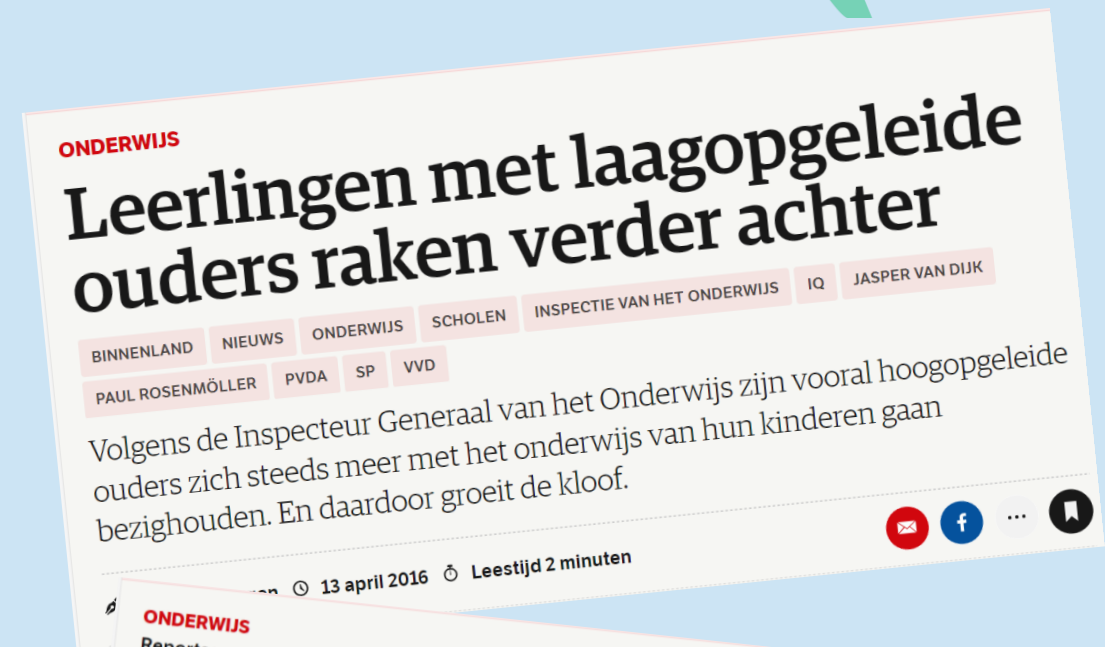 ONDERWIJS
Leerlingen met laagopgeleide
ouders raken verder achter
BINNENLAND NIEUWS ONDERWIJS SCHOLEN INSPECTIE VAN HET ONDERWIJS IQ JASPER VAN DIJK
PAUL ROSENMÖLLER PVDA SP VVD
Volgens de Inspecteur Generaal van het Onderwijs zijn vooral hoogopgeleide
ouders zich steeds meer met het onderwijs van hun kinderen gaan
bezighouden. En daardoor groeit de kloof.
13 april 2016 Leestijd 2 minuten
ONDERWIJS